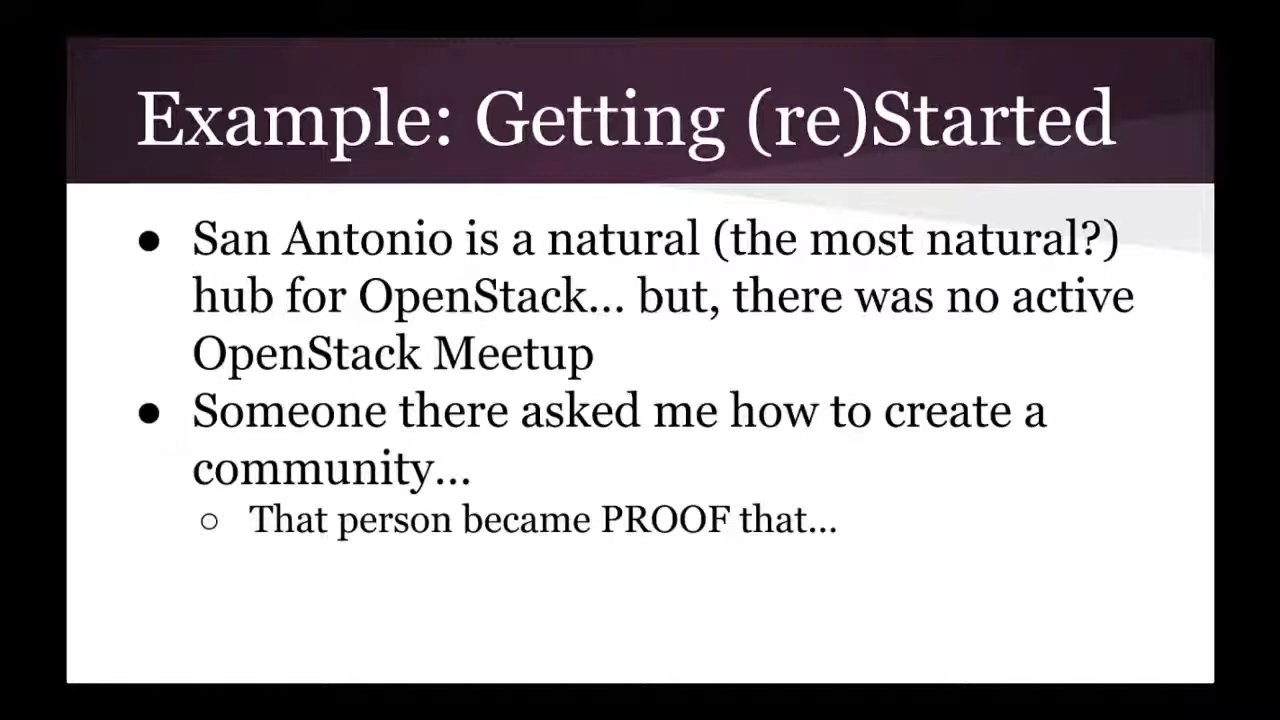 Example: Getting (re)Started
● San Antonio is a natural (the most natural?)
hub for OpenStack... but, there was no active
OpenStack Meetup
● Someone there asked me how to create a
community...
○ That person became PROOF that...